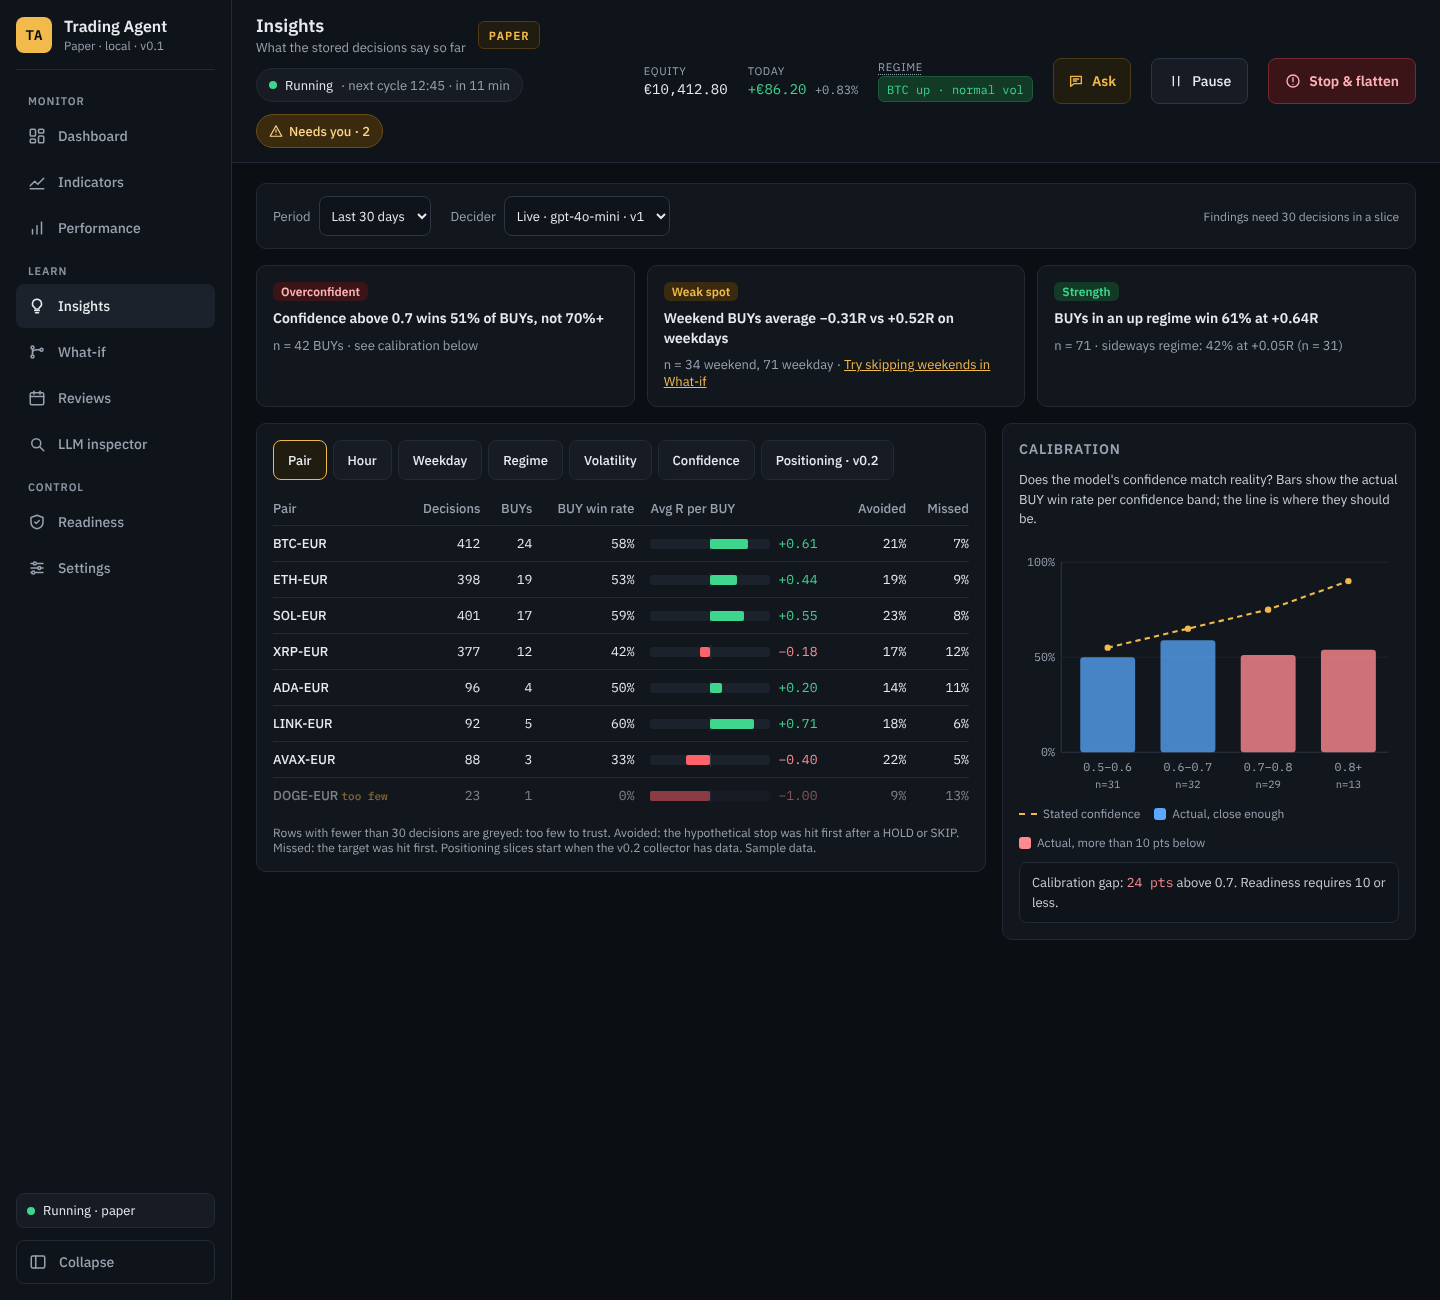 TA
Trading Agent
Paper · local · v0.1
MONITOR
Dashboard
Indicators
Performance
LEARN
Insights
What-if
Reviews
LLM inspector
CONTROL
Readiness
Settings
Running · paper
Collapse
Insights
What the stored decisions say so far
PAPER
Running · next cycle 12:45 · in 11 min
Needs you · 2
EQUITY
€10,412.80
TODAY
+€86.20 +0.83%
REGIME
BTC up · normal vol
Ask
Pause
Stop & flatten
Period Last 30 days Decider Live · gpt-4o-mini · v1 Findings need 30 decisions in a slice
Overconfident
Confidence above 0.7 wins 51% of BUYs, not 70%+
n = 42 BUYs · see calibration below
Weak spot
Weekend BUYs average −0.31R vs +0.52R on
weekdays
n = 34 weekend, 71 weekday · Try skipping weekends in
What-if
Strength
BUYs in an up regime win 61% at +0.64R
n = 71 · sideways regime: 42% at +0.05R (n = 31)
Pair Hour Weekday Regime Volatility Confidence Positioning · v0.2
Pair Decisions BUYs BUY win rate Avg R per BUY Avoided Missed
BTC-EUR 412 24 58% +0.61 21% 7%
ETH-EUR 398 19 53% +0.44 19% 9%
SOL-EUR 401 17 59% +0.55 23% 8%
XRP-EUR 377 12 42% −0.18 17% 12%
ADA-EUR 96 4 50% +0.20 14% 11%
LINK-EUR 92 5 60% +0.71 18% 6%
AVAX-EUR 88 3 33% −0.40 22% 5%
DOGE-EUR too few 23 1 0% −1.00 9% 13%
Rows with fewer than 30 decisions are greyed: too few to trust. Avoided: the hypothetical stop was hit first after a HOLD or SKIP.
Missed: the target was hit first. Positioning slices start when the v0.2 collector has data. Sample data.
CALIBRATION
Does the model's confidence match reality? Bars show the actual
BUY win rate per confidence band; the line is where they should
be.
100%
50%
0%
0.5–0.6 0.6–0.7 0.7–0.8 0.8+
n=31 n=32 n=29 n=13
Stated confidence Actual, close enough
Actual, more than 10 pts below
Calibration gap: 24 pts above 0.7. Readiness requires 10 or
less.